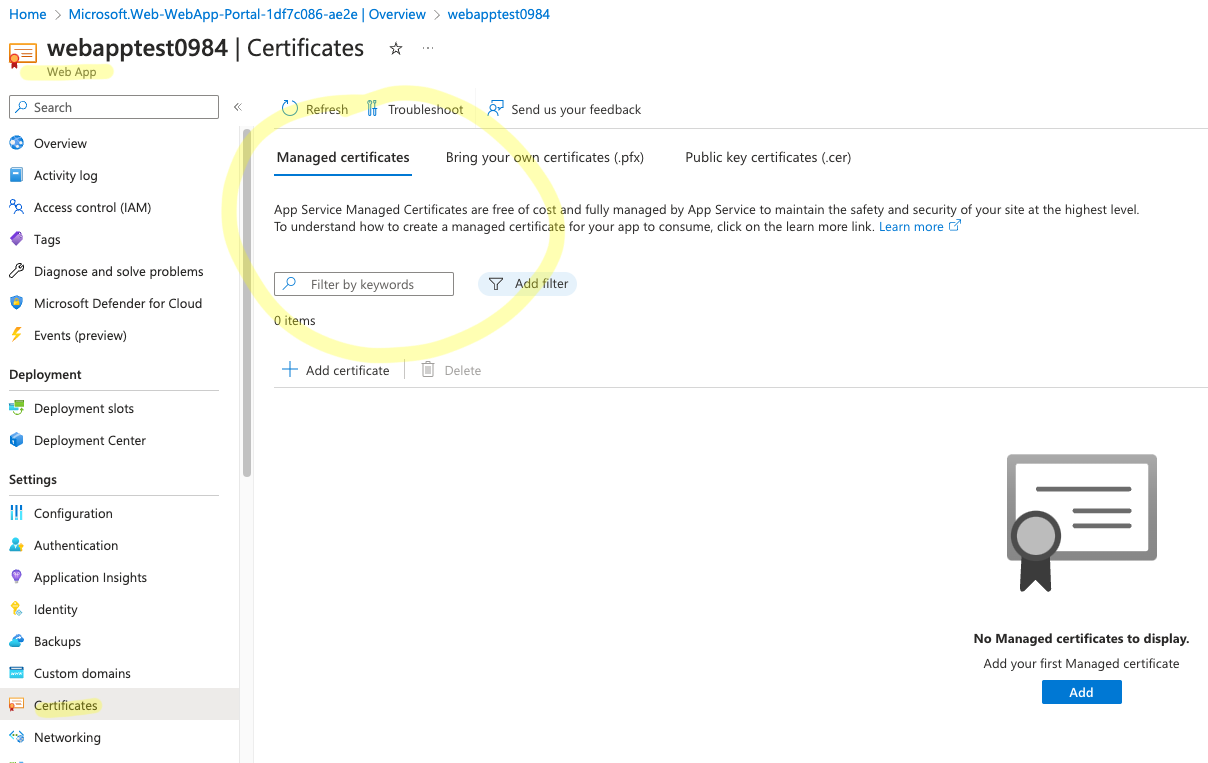 Home > Microsoft.Web-WebApp-Portal-1df7c086-ae2e | Overview > webapptest0984
webapptest0984 | Certificates
Web App
Search
Overview
Activity log
Access control (IAM)
Tags
Diagnose and solve problems
Microsoft Defender for Cloud
Events (preview)
Deployment
Deployment slots
Deployment Center
Settings
Configuration
Authentication
Application Insights
Identity
Backups
Custom domains
Certificates
Networking
Refresh Troubleshoot Send us your feedback
Managed certificates Bring your own certificates (.pfx) Public key certificates (.cer)
App Service Managed Certificates are free of cost and fully managed by App Service to maintain the safety and security of your site at the highest level.
To understand how to create a managed certificate for your app to consume, click on the learn more link. Learn more
Filter by keywords Add filter
0 items
Add certificate Delete
No Managed certificates to display.
Add your first Managed certificate
Add